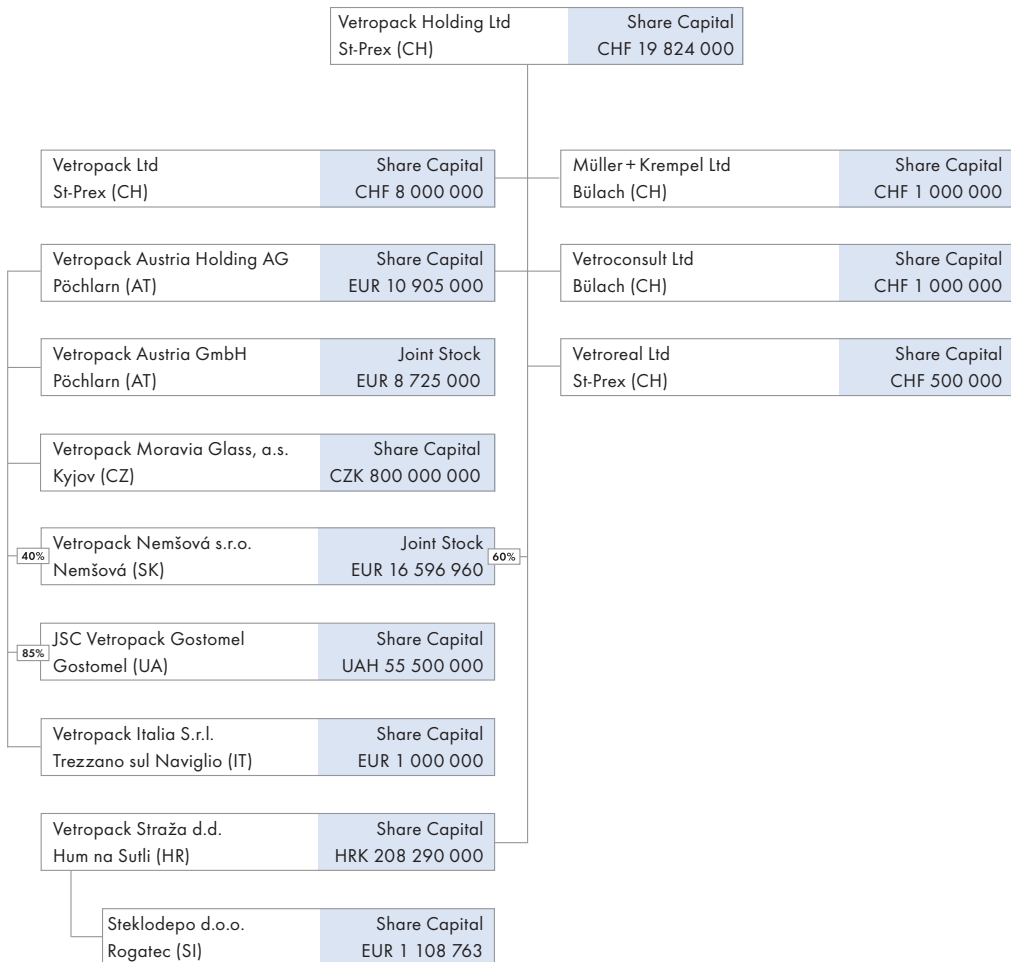 Vetropack Holding Ltd
St-Prex (CH)
Share Capital
CHF 19 824 000
Vetropack Ltd
St-Prex (CH)
Share Capital
CHF 8 000 000
Müller + Krempel Ltd
Bülach (CH)
Share Capital
CHF 1 000 000
Vetropack Austria Holding AG
Pöchlarn (AT)
Share Capital
EUR 10 905 000
Vetroconsult Ltd
Bülach (CH)
Share Capital
CHF 1 000 000
Vetropack Austria GmbH
Pöchlarn (AT)
Joint Stock
EUR 8 725 000
Vetroreal Ltd
St-Prex (CH)
Share Capital
CHF 500 000
Vetropack Moravia Glass, a.s.
Kyjov (CZ)
Share Capital
CZK 800 000 000
40%
Vetropack Nemšová s.r.o.
Nemšová (SK)
Joint Stock
EUR 16 596 960
60%
85%
JSC Vetropack Gostomel
Gostomel (UA)
Share Capital
UAH 55 500 000
Vetropack Italia S.r.l.
Trezzano sul Naviglio (IT)
Share Capital
EUR 1 000 000
Vetropack Straža d.d.
Hum na Sutli (HR)
Share Capital
HRK 208 290 000
Steklodepo d.o.o.
Rogatec (SI)
Share Capital
EUR 1 108 763